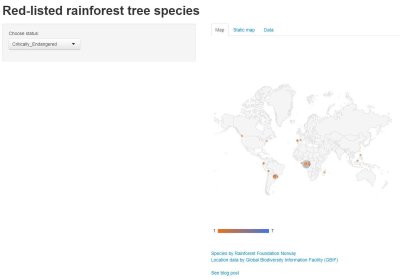 Red-listed rainforest tree species
Choose status:
Critically_Endangered
Map
Static map
Data
1
7
Species by Rainforest Foundation Norway
Location data by Global Biodiversity Information Facility (GBIF)
See blog post